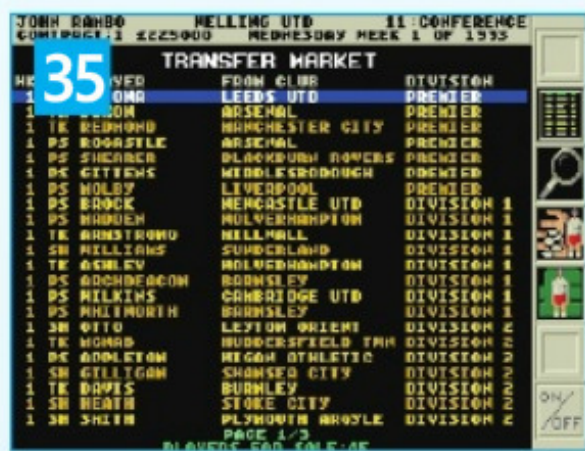 JOHN RAMBO WELLING UTD 11:CONFERENCE
CONTRACT:1 £225000 WEDNESDAY WEEK 1 OF 1993
35
TRANSFER MARKET
FROM CLUB DIVISION
LEEDS UTD PREMIER
1 ARSENAL PREMIER
1 TK REDMOND MANCHESTER CITY PREMIER
1 PS ROCASTLE ARSENAL PREMIER
1 PS SHEARER BLACKBURN ROVERS PREMIER
1 PS GITTENS MIDDLESBROUGH PREMIER
1 PS MOLBY LIVERPOOL PREMIER
1 PS BROCK NEWCASTLE UTD DIVISION 1
1 PS MADDEN WOLVERHAMPTON DIVISION 1
1 TK ARMSTRONG MILLWALL DIVISION 1
1 SH WILLIAMS SUNDERLAND DIVISION 1
1 TK ASHLEY WOLVERHAMPTON DIVISION 1
1 PS ARCHDEACON BARNSLEY DIVISION 1
1 PS WILKINS CAMBRIDGE UTD DIVISION 1
1 PS WHITWORTH BARNSLEY DIVISION 1
1 SH OTTO LEYTON ORIENT DIVISION 2
1 TK HUDDERSFIELD TWN DIVISION 2
1 PS APPLETON WIGAN ATHLETIC DIVISION 2
1 SH GILLIGAN SWANSEA CITY DIVISION 2
1 TK DAVIS BURNLEY DIVISION 2
1 SH HEATH STOKE CITY DIVISION 2
1 SH SMITH PLYMOUTH ARGYLE DIVISION 2
PAGE 1/3
PLAYERS FOR SALE:
ON/OFF